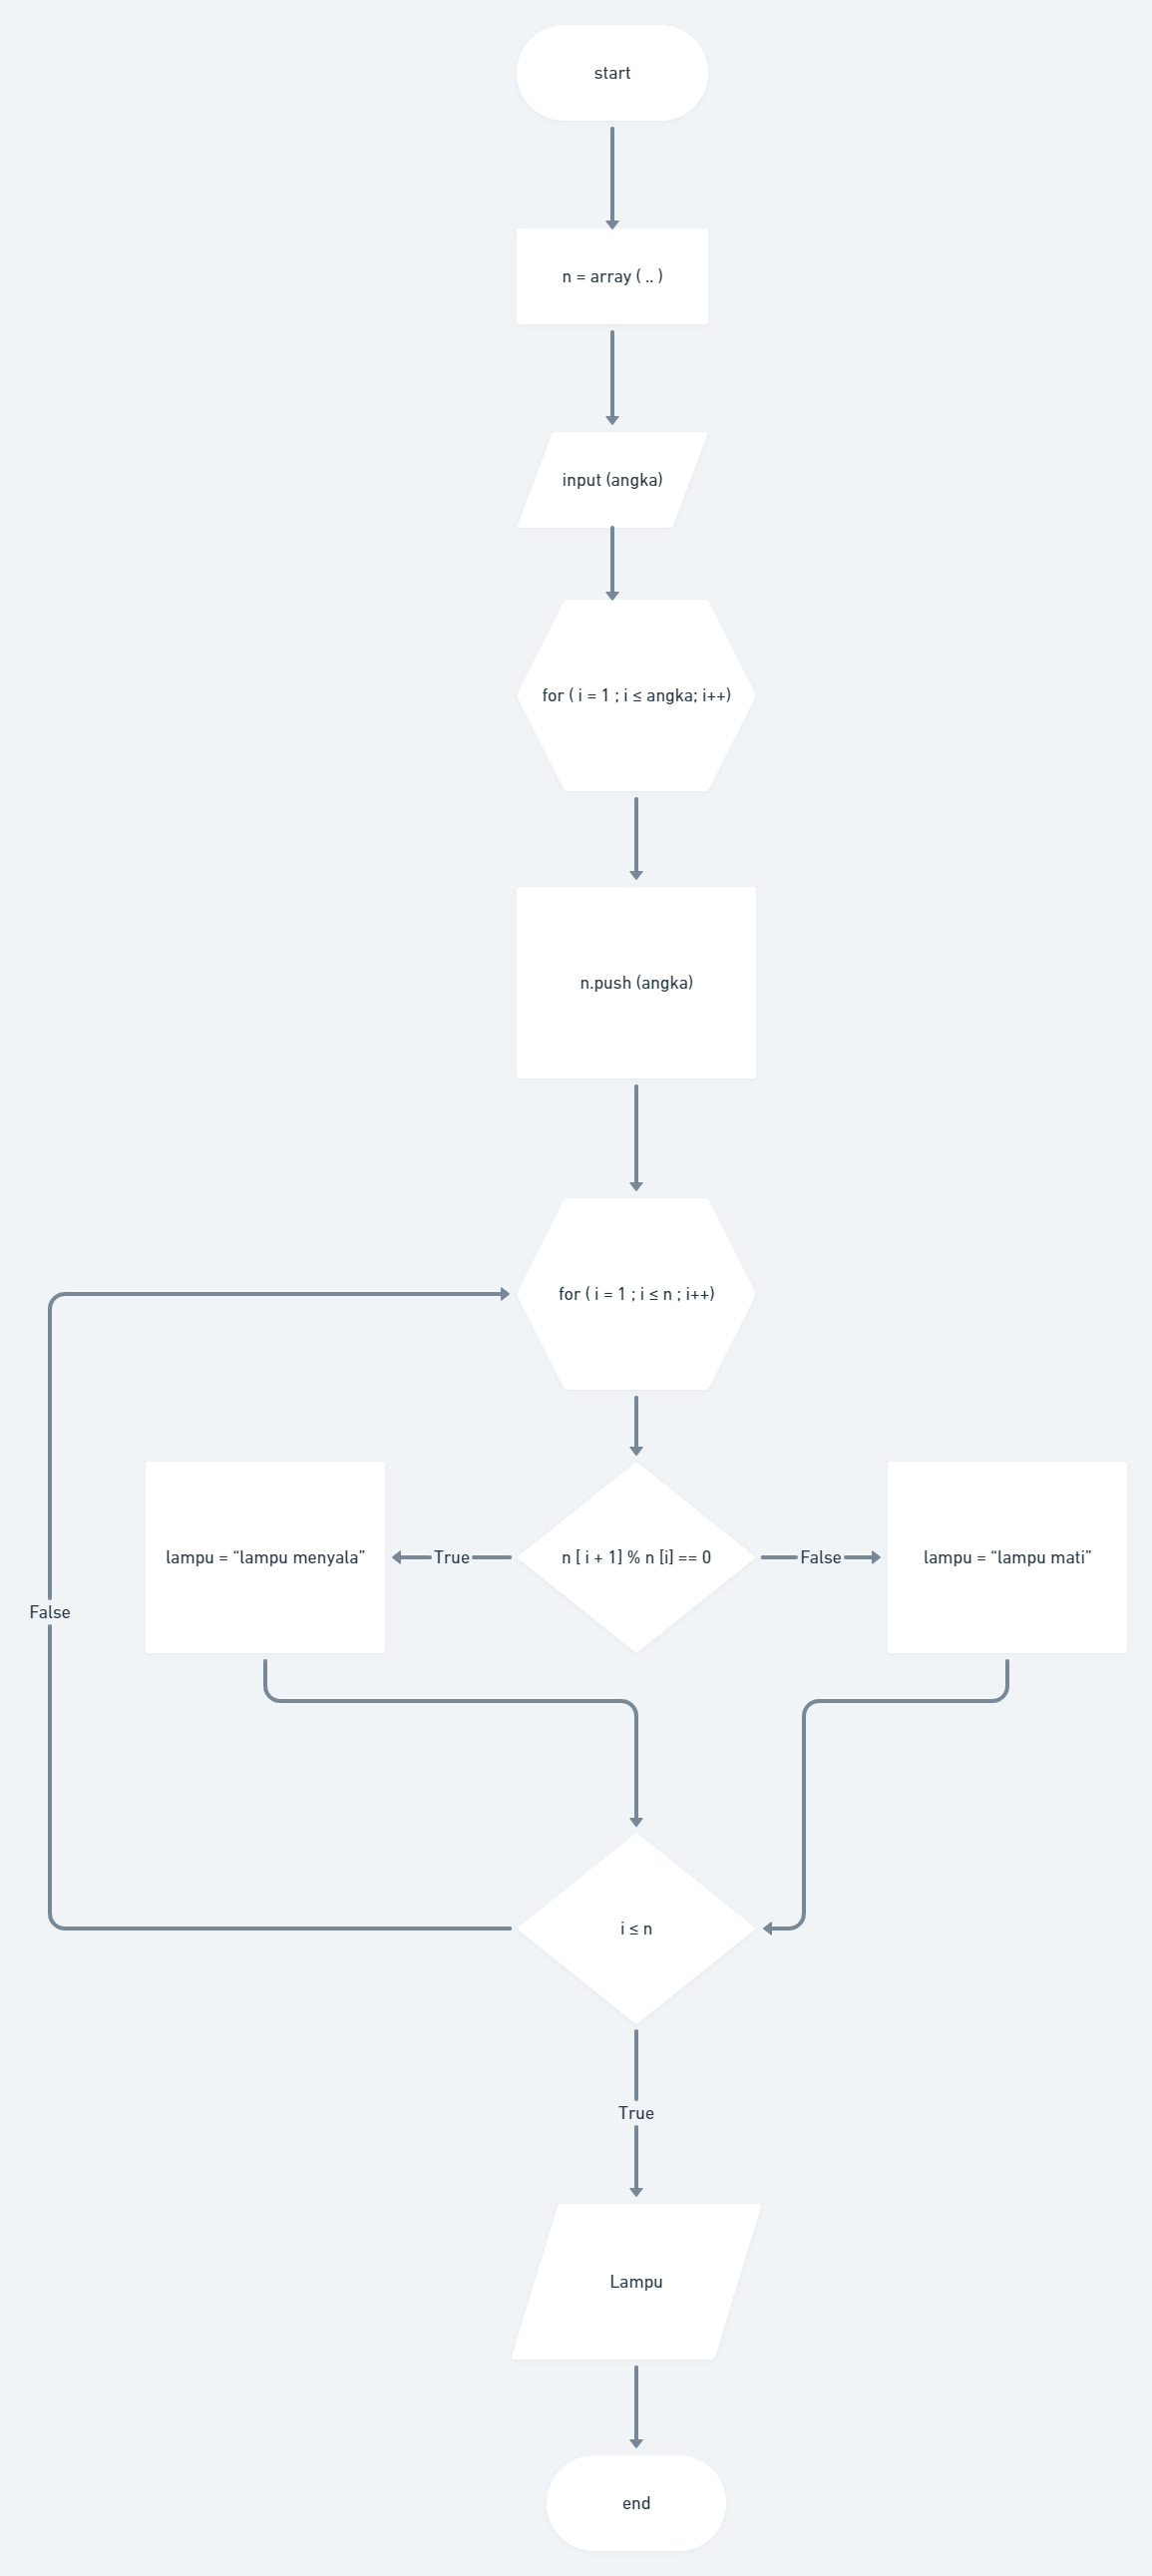 start
n = array ( .. )
input (angka)
for ( i = 1 ; i ≤ angka; i++)
n.push (angka)
for ( i = 1 ; i ≤ n ; i++)
lampu = “lampu menyala”
True
n [ i + 1] % n [i] == 0
False
lampu = “lampu mati”
False
i ≤ n
True
Lampu
end